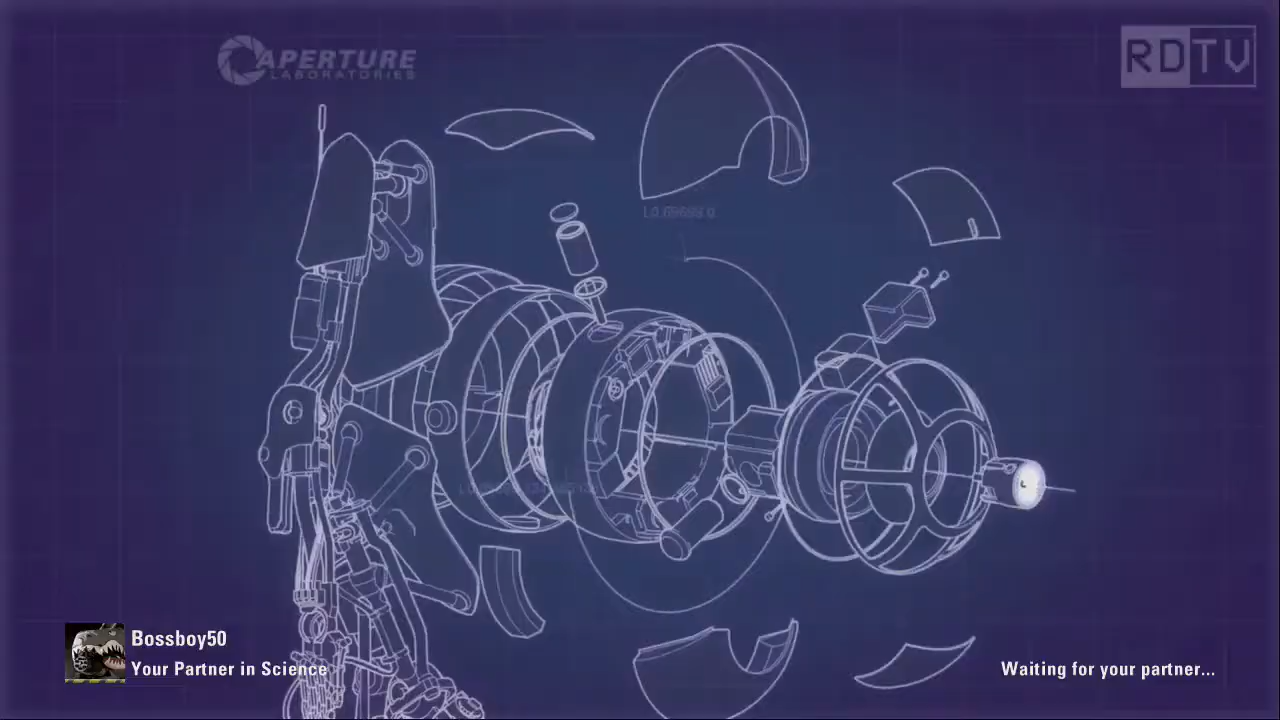 APERTURE
LABORATORIES
RDTV
Bossboy50
Your Partner in Science
Waiting for your partner...